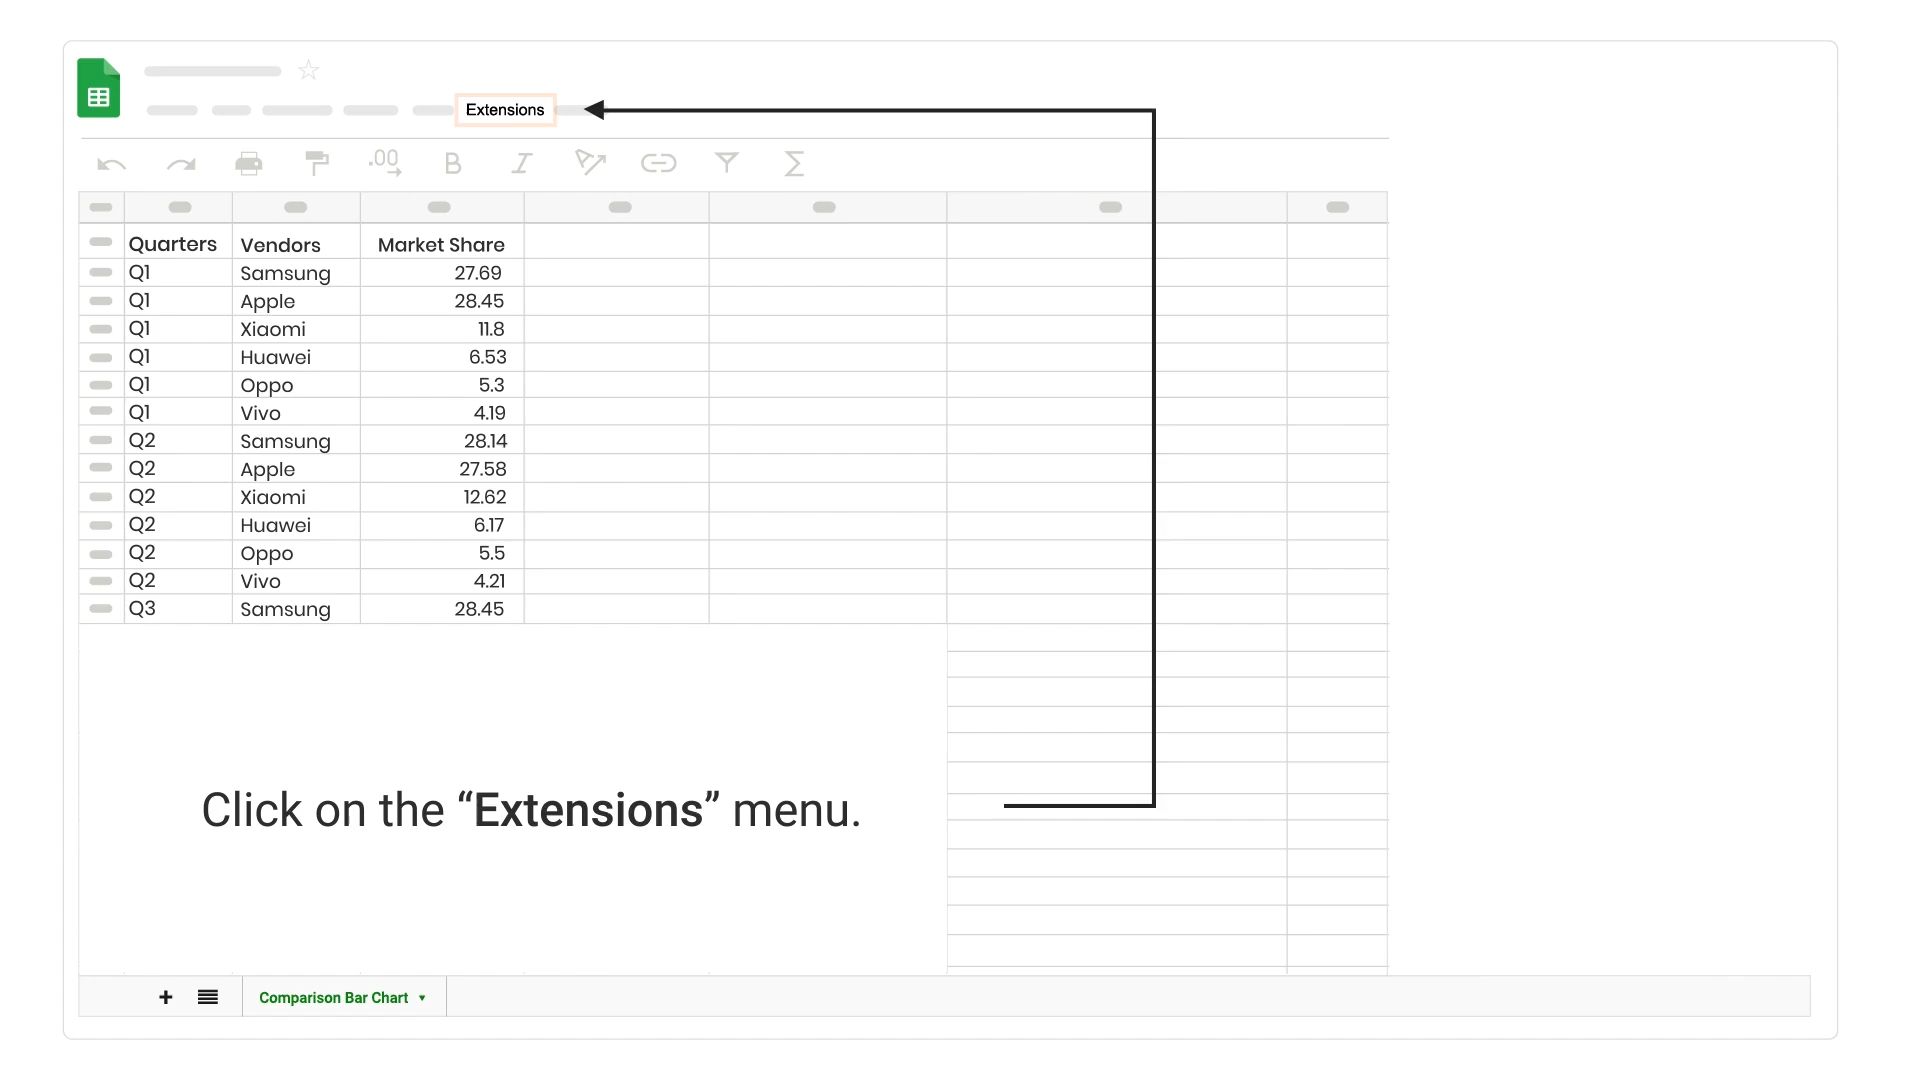 Extensions
.00
Quarters Vendors Market Share
Q1 Samsung 27.69
Q1 Apple 28.45
Q1 Xiaomi 11.8
Q1 Huawei 6.53
Q1 Oppo 5.3
Q1 Vivo 4.19
Q2 Samsung 28.14
Q2 Apple 27.58
Q2 Xiaomi 12.62
Q2 Huawei 6.17
Q2 Oppo 5.5
Q2 Vivo 4.21
Q3 Samsung 28.45
Click on the “Extensions” menu.
Comparison Bar Chart